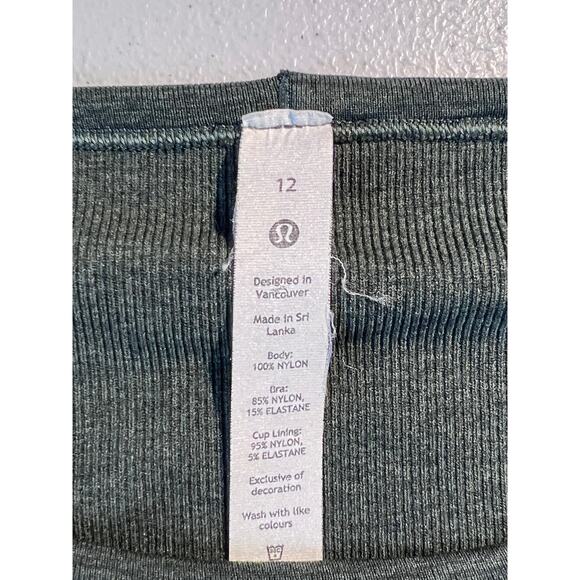 12
Designed in
Vancouver
Made in Sri
Lanka
Body:
100% NYLON
Bra:
85% NYLON,
15% ELASTANE
Cup Lining:
95% NYLON,
5% ELASTANE
Exclusive of
decoration
Wash with like
colours